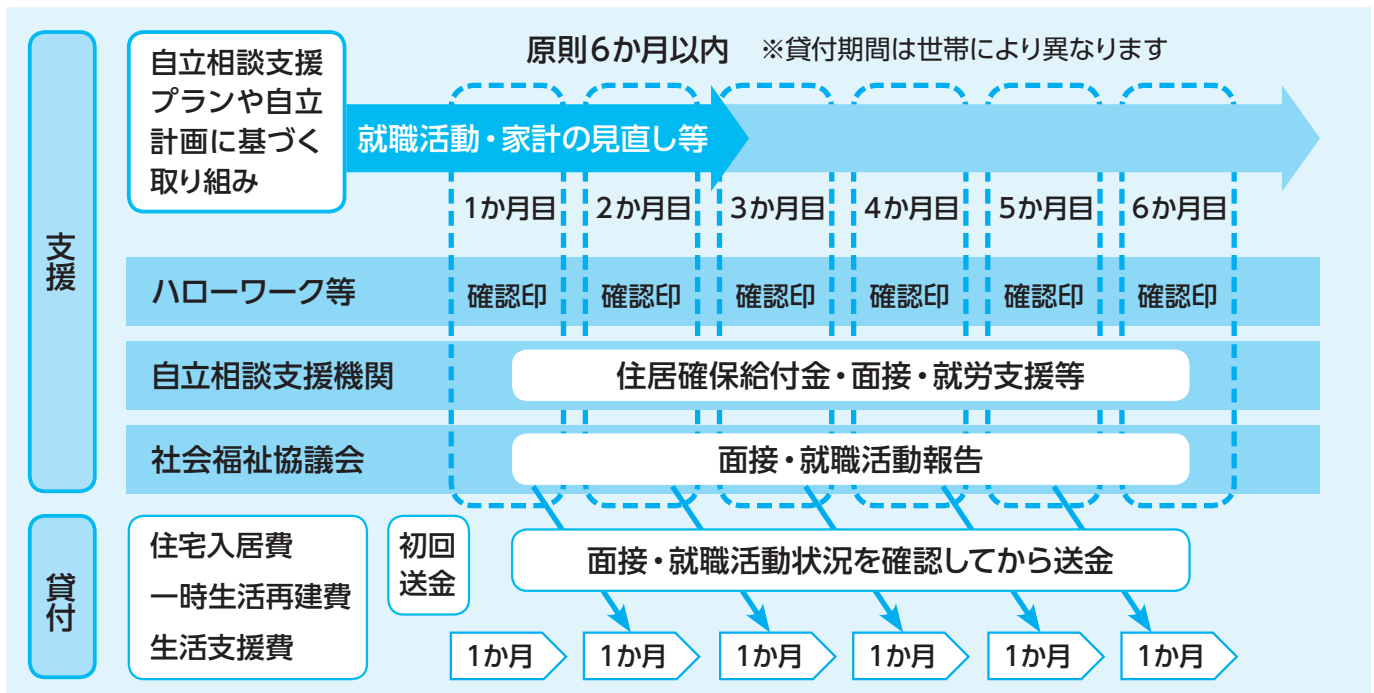 支援
自立相談支援
プランや自立
計画に基づく
取り組み
原則6か月以内 ※貸付期間は世帯により異なります
就職活動・家計の見直し等
1か月目 2か月目 3か月目 4か月目 5か月目 6か月目
ハローワーク等 確認印 確認印 確認印 確認印 確認印 確認印
自立相談支援機関 住居確保給付金・面接・就労支援等
社会福祉協議会 面接・就職活動報告
貸付
住宅入居費
一時生活再建費
生活支援費
初回
送金
面接・就職活動状況を確認してから送金
1か月 1か月 1か月 1か月 1か月 1か月